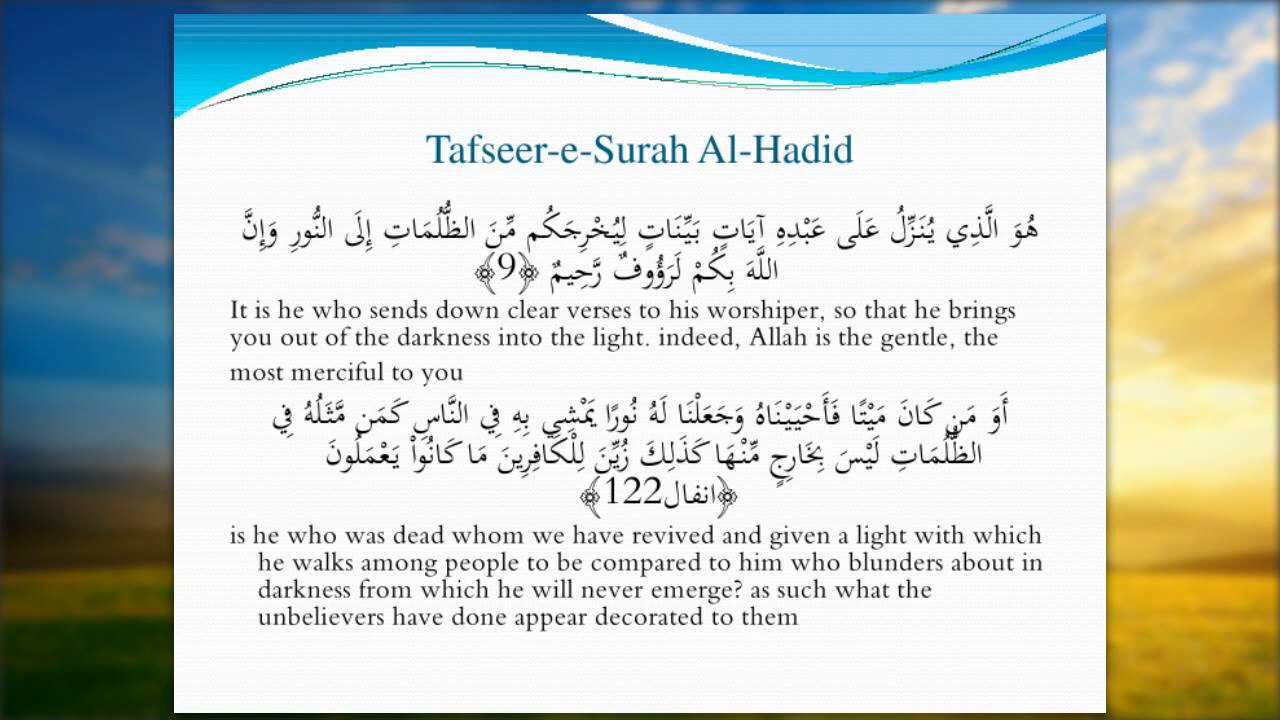 Tafseer-e-Surah Al-Hadid
هُوَ الَّذِي يُنَزِّلُ عَلَى عَبْدِهِ آيَاتٍ بَيِّنَاتٍ لِيُخْرِجَكُم مِّنَ الظُّلُمَاتِ إِلَى النُّورِ وَإِنَّ
اللَّهَ بِكُمْ لَرَؤُوفٌ رَّحِيمٌ ﴿9﴾
It is he who sends down clear verses to his worshiper, so that he brings
you out of the darkness into the light. indeed, Allah is the gentle, the
most merciful to you
أَوَ مَن كَانَ مَيْتًا فَأَحْيَيْنَاهُ وَجَعَلْنَا لَهُ نُورًا يَمْشِي بِهِ فِي النَّاسِ كَمَن مَّثَلُهُ فِي
الظُّلُمَاتِ لَيْسَ بِخَارِجٍ مِّنْهَا كَذَلِكَ زُيِّنَ لِلْكَافِرِينَ مَا كَانُواْ يَعْمَلُونَ
﴿انفال122﴾
is he who was dead whom we have revived and given a light with which
he walks among people to be compared to him who blunders about in
darkness from which he will never emerge? as such what the
unbelievers have done appear decorated to them